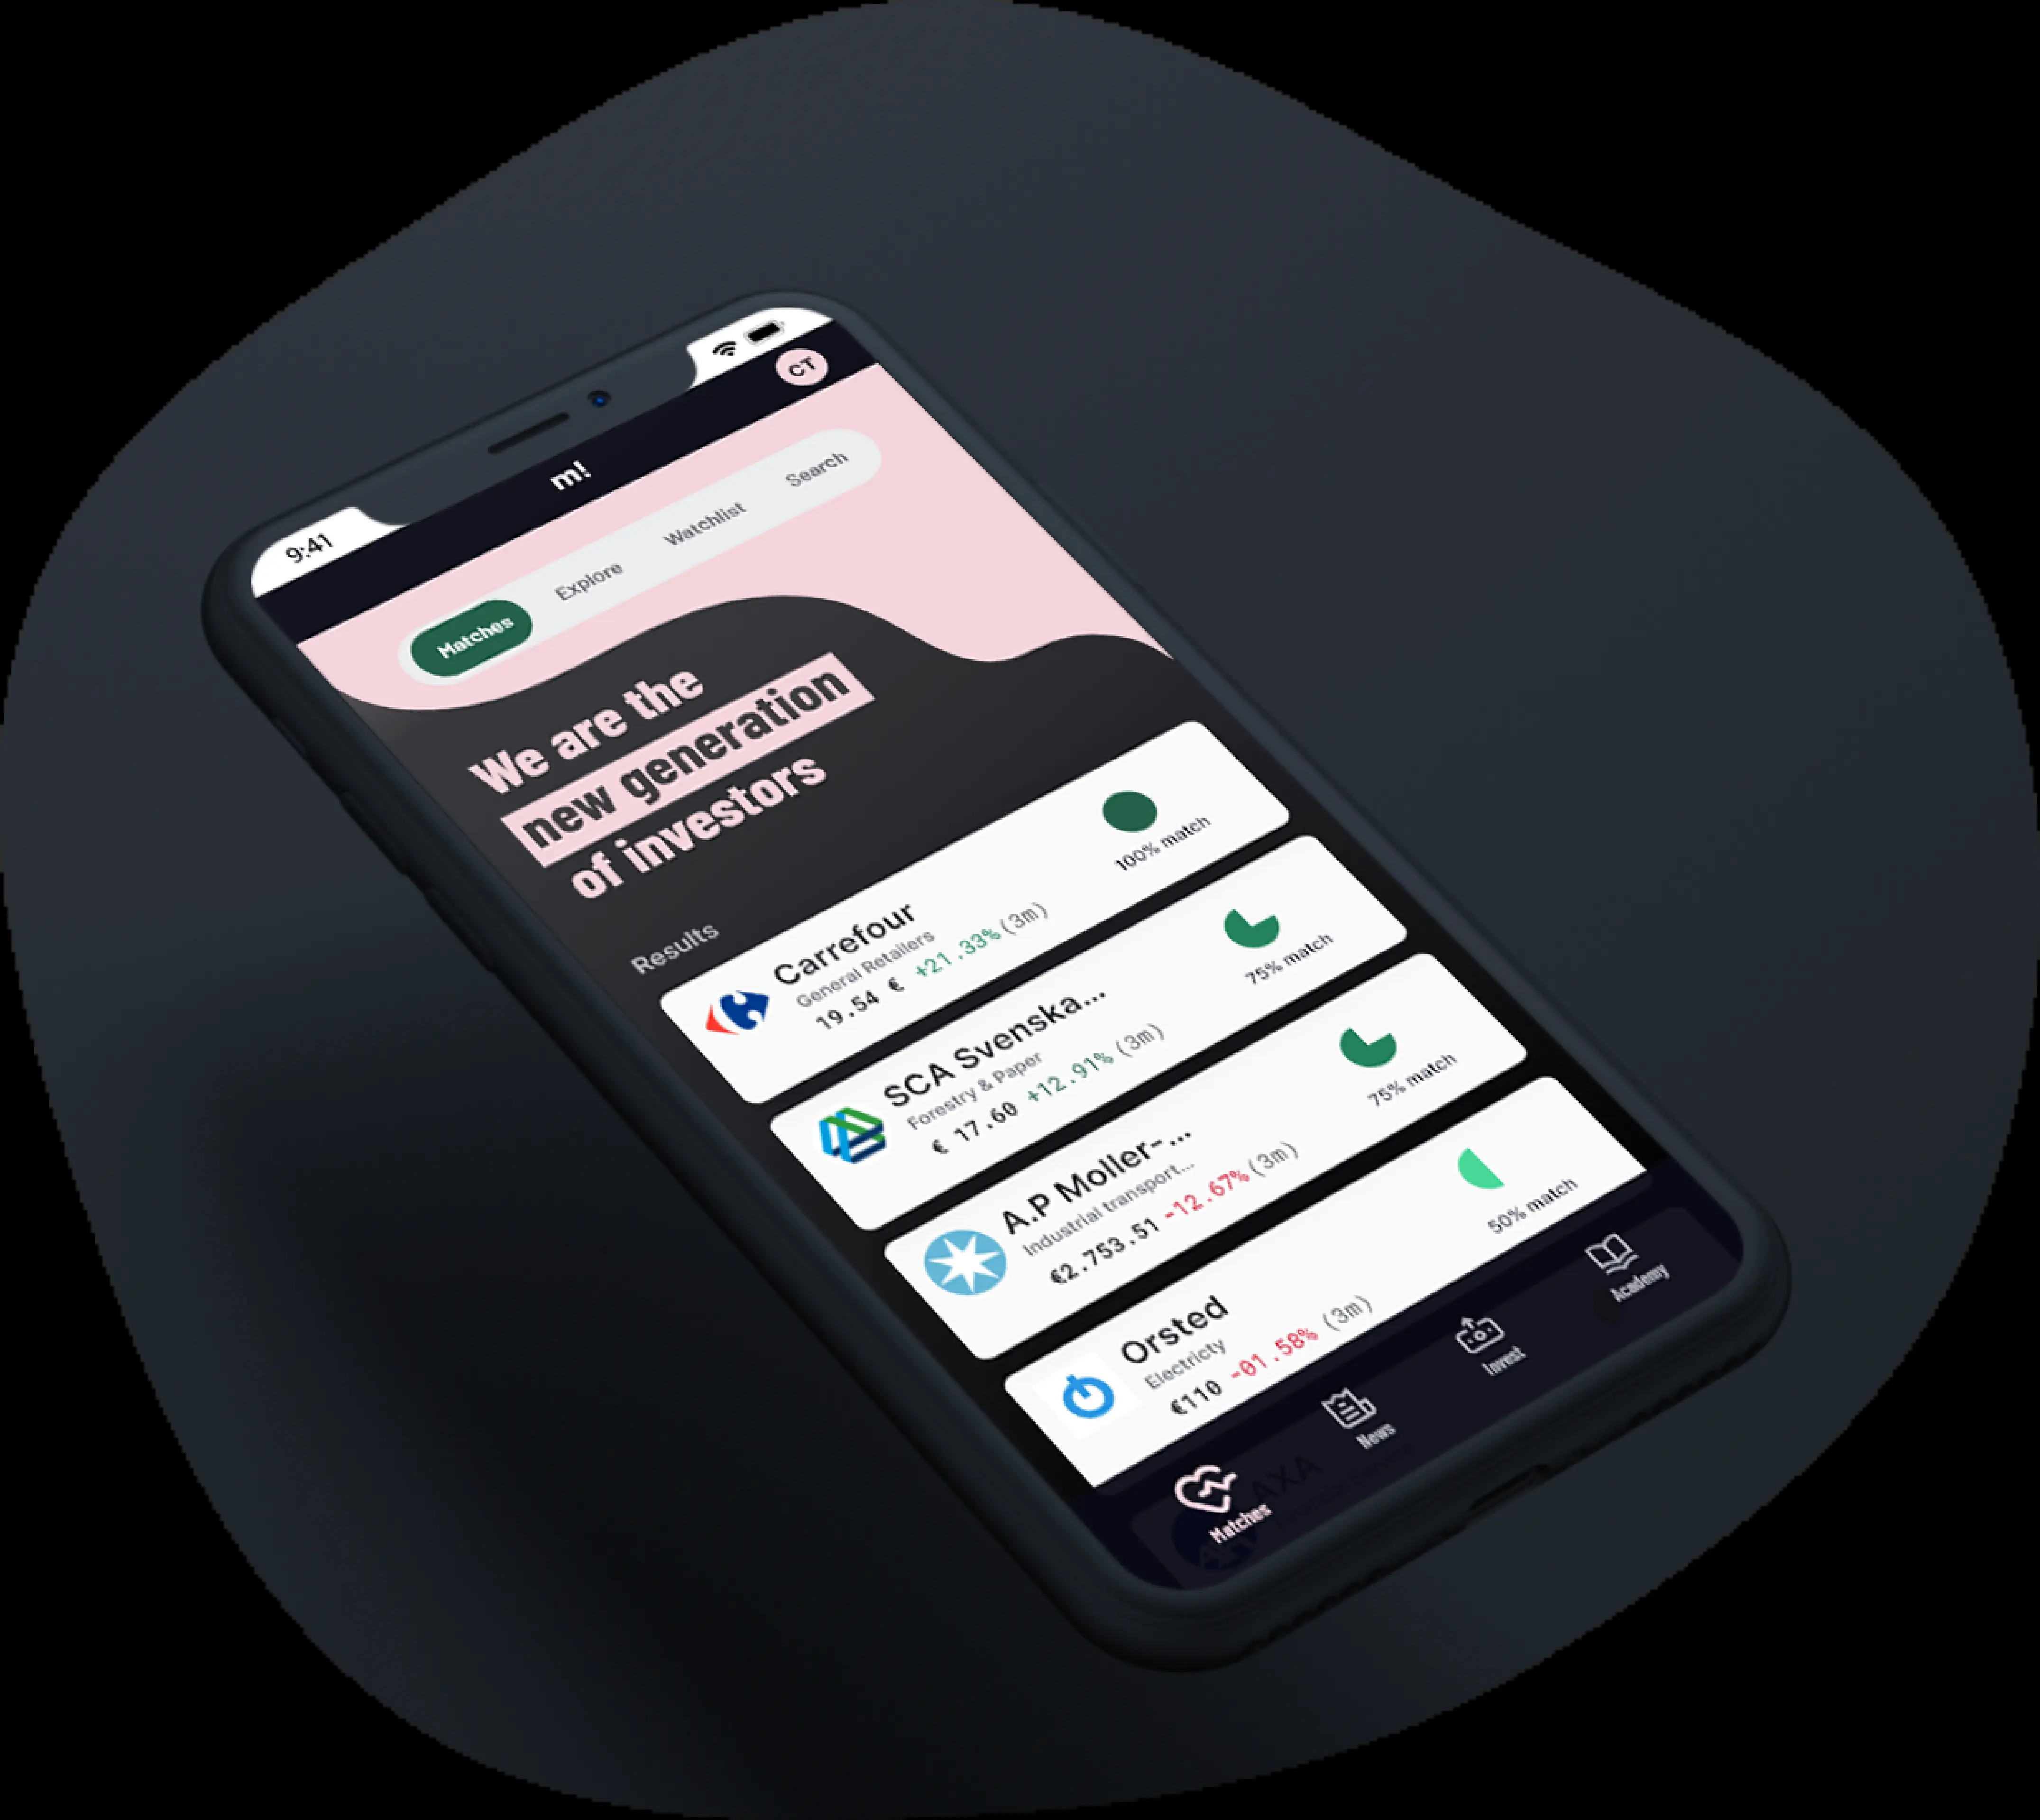 9:41
m!
CT
Matches Explore Watchlist Search
We are the
new generation
of investors
Results
Carrefour
General Retailers
19.54 € +21.33% (3m)
100% match
SCA Svenska...
Forestry & Paper
€ 17.60 +12.91% (3m)
75% match
A.P Moller-...
Industrial transport...
€2.753.51 -12.67% (3m)
75% match
Orsted
Electricty
€110 -01.58% (3m)
50% match
AXA
Matches News Invest Academy